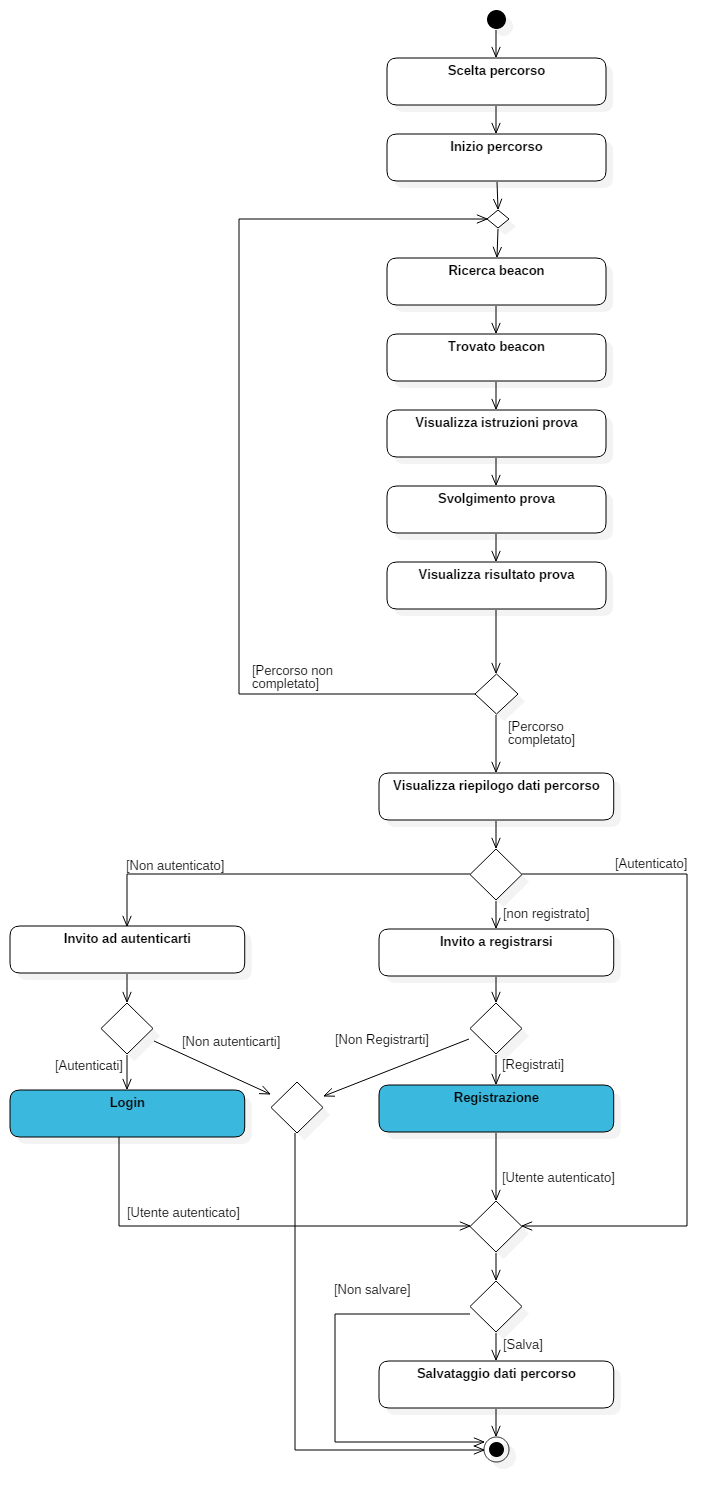 Scelta percorso
Inizio percorso
Ricerca beacon
Trovato beacon
Visualizza istruzioni prova
Svolgimento prova
Visualizza risultato prova
[Percorso non
completato]
[Percorso
completato]
Visualizza riepilogo dati percorso
[Non autenticato]
[Autenticato]
[non registrato]
Invito ad autenticarti
Invito a registrarsi
[Non autenticarti]
[Non Registrarti]
[Autenticati]
[Registrati]
Login
Registrazione
[Utente autenticato]
[Utente autenticato]
[Non salvare]
[Salva]
Salvataggio dati percorso